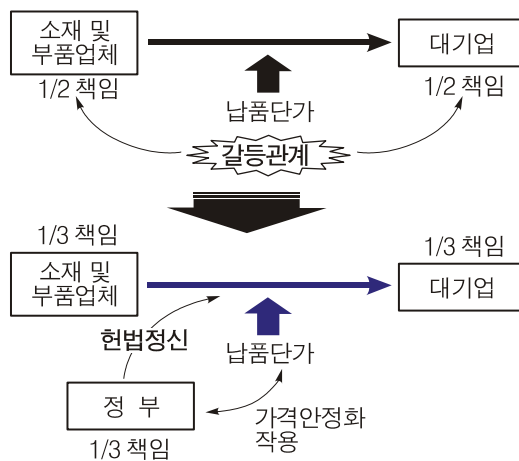 소재 및
부품업체
대기업
1/2 책임
1/2 책임
납품단가
갈등관계
1/3 책임
1/3 책임
소재 및
부품업체
대기업
헌법정신
납품단가
정 부
가격안정화
작용
1/3 책임